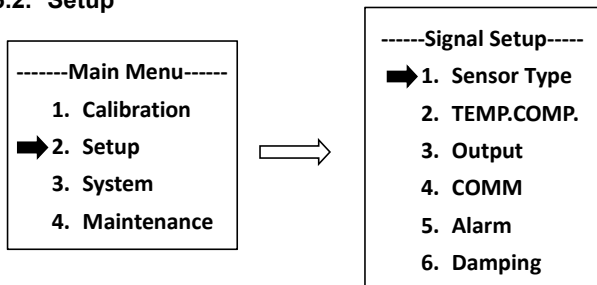 5.2. Setup
-------Main Menu------
1. Calibration
2. Setup
3. System
4. Maintenance
------Signal Setup-----
1. Sensor Type
2. TEMP.COMP.
3. Output
4. COMM
5. Alarm
6. Damping